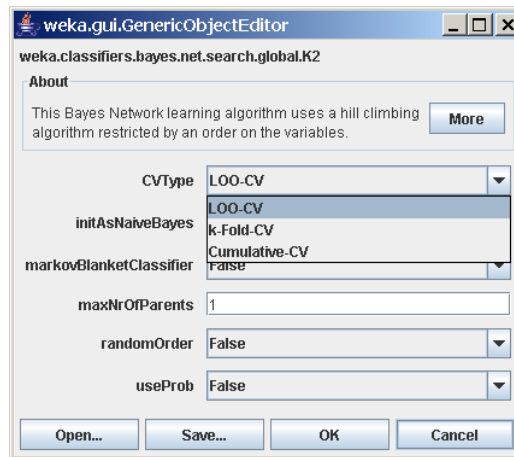 weka.gui.GenericObjectEditor
weka.classifiers.bayes.net.search.global.K2
About
This Bayes Network learning algorithm uses a hill climbing
algorithm restricted by an order on the variables.
More
CVType LOO-CV
LOO-CV
initAsNaiveBayes
k-Fold-CV
Cumulative-CV
markovBlanketClassifier False
maxNrOfParents 1
randomOrder False
useProb False
Open... Save... OK Cancel